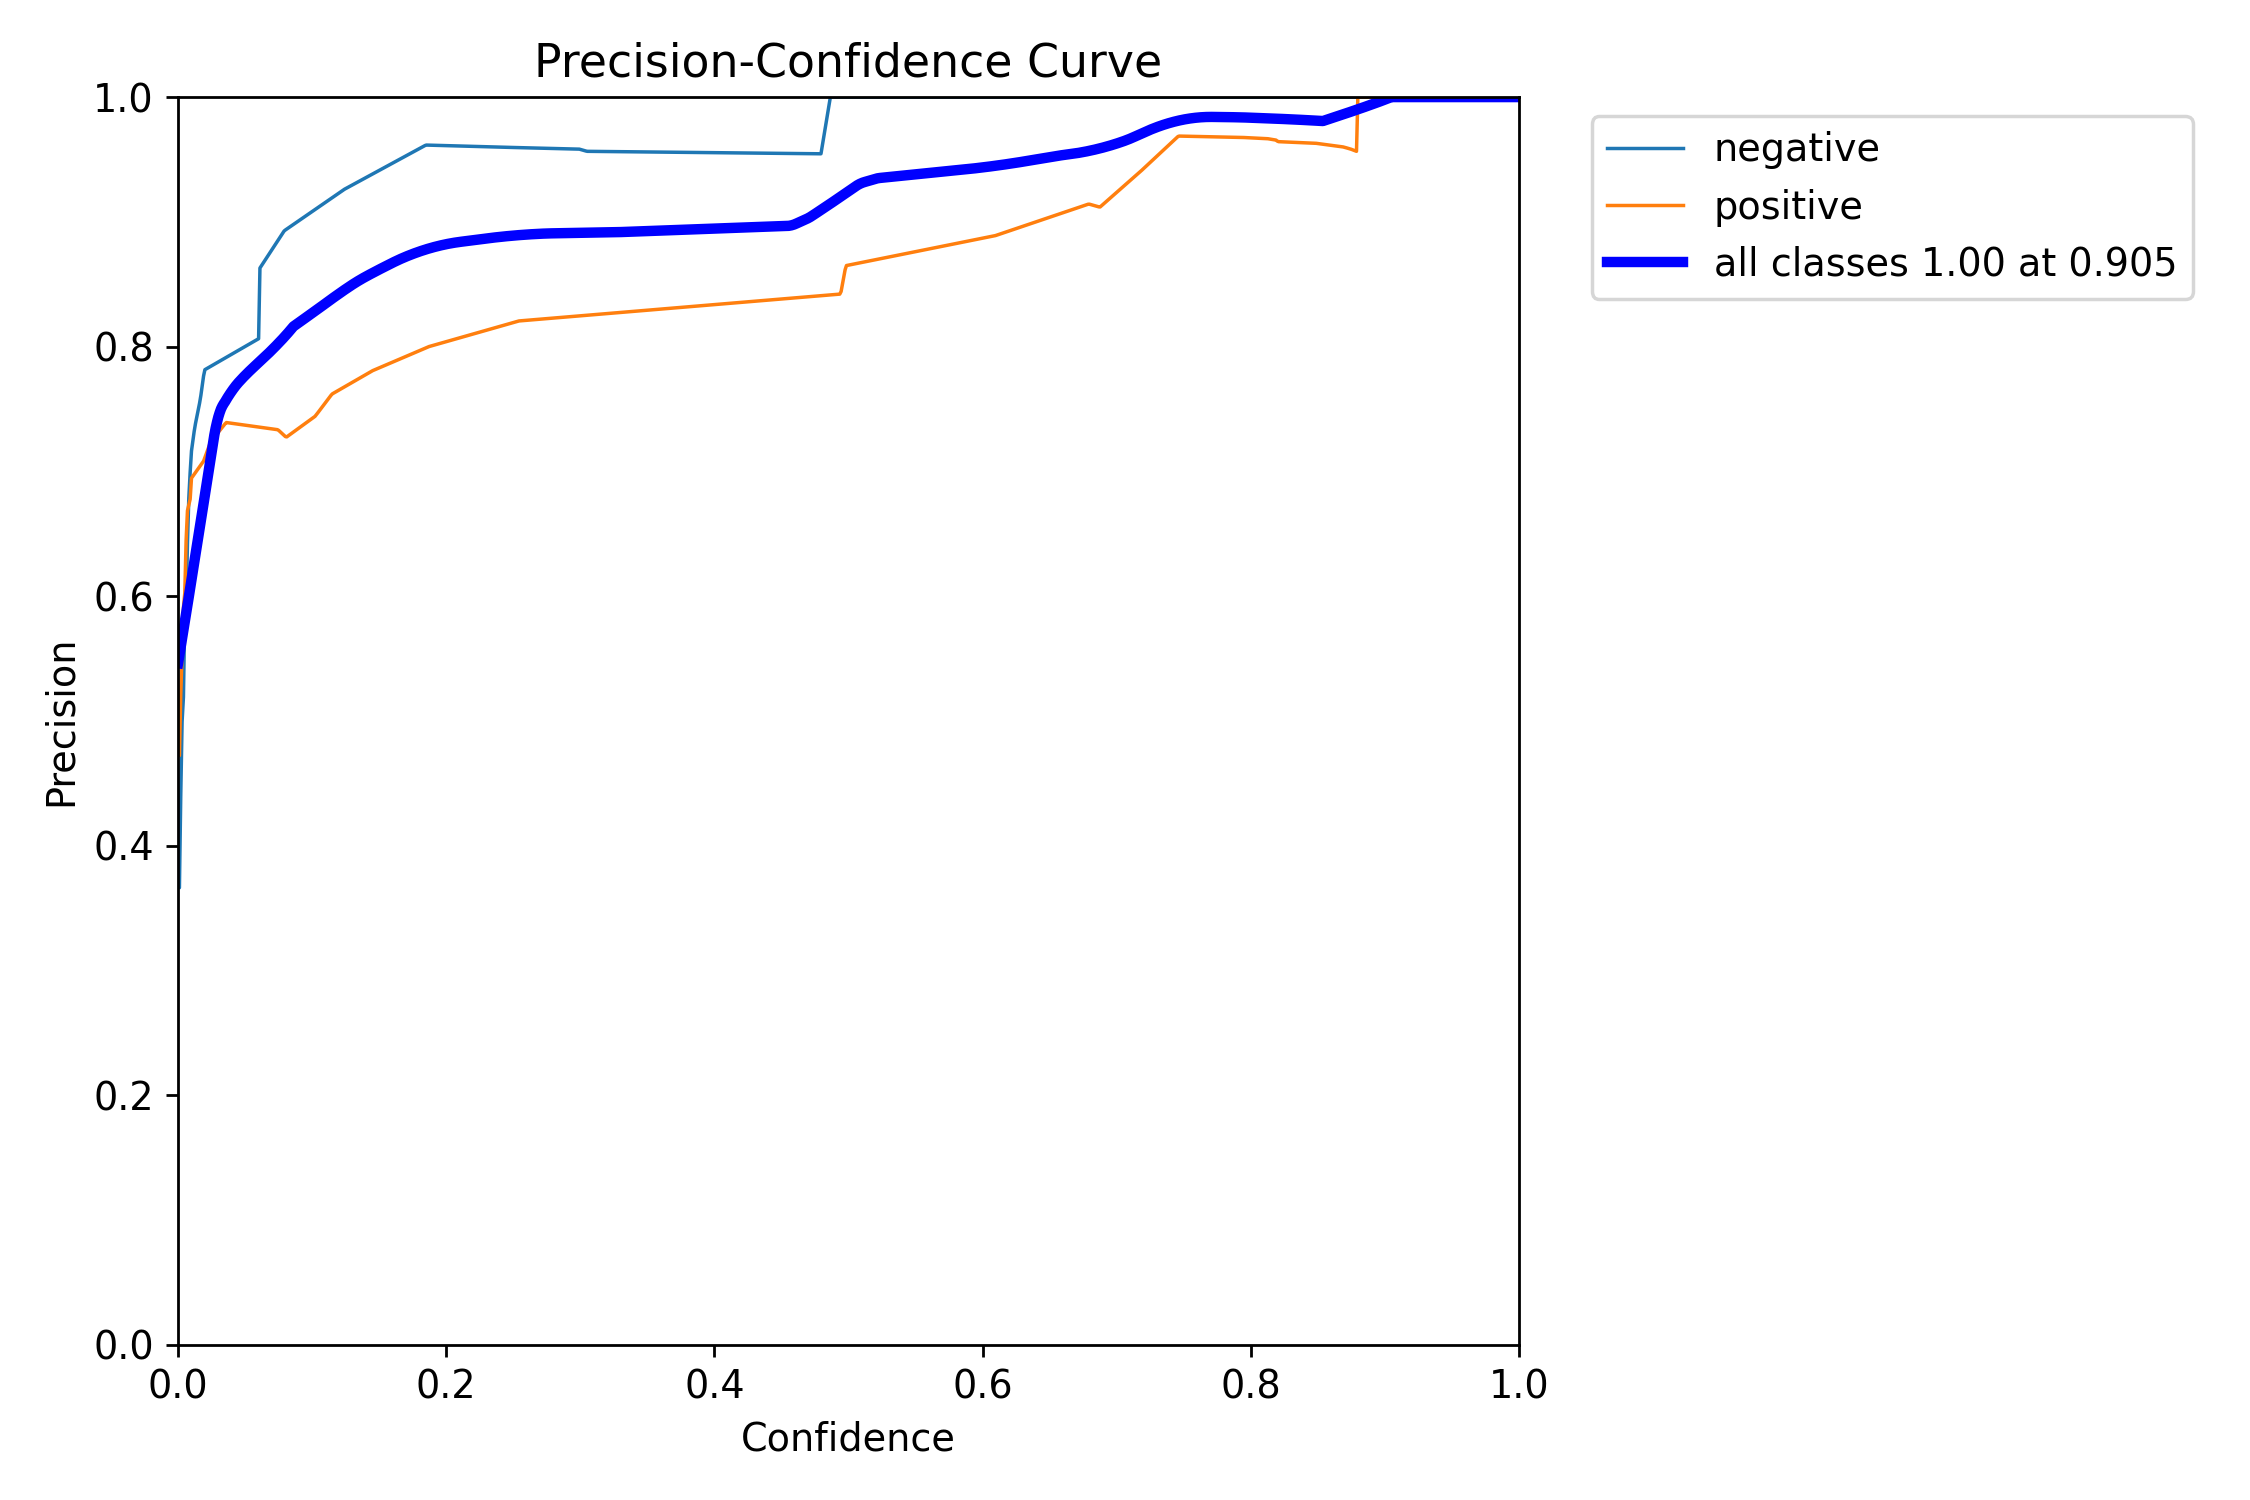 Precision-Confidence Curve
1.0
0.8
0.6
0.4
0.2
0.0
Precision
0.0 0.2 0.4 0.6 0.8 1.0
Confidence
negative
positive
all classes 1.00 at 0.905